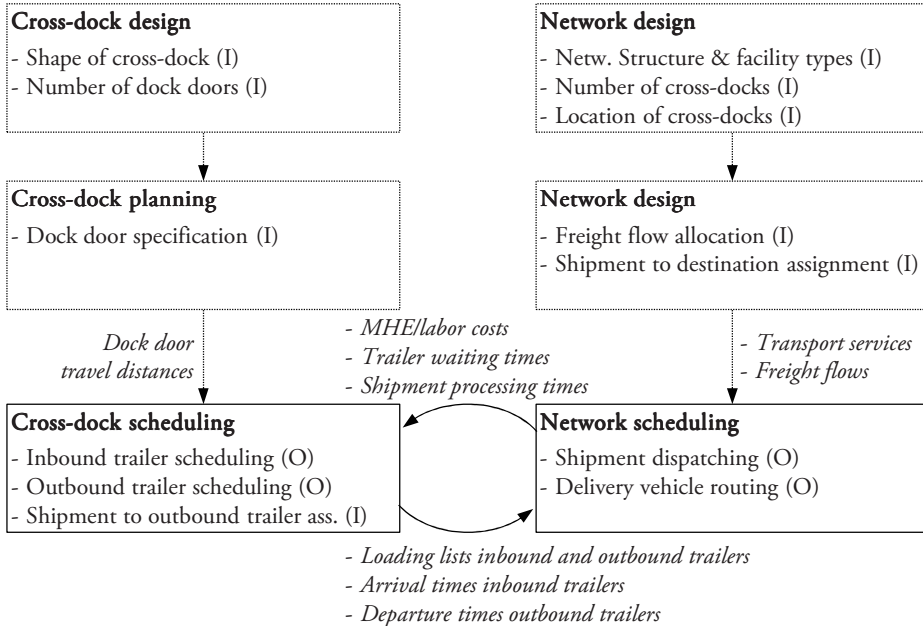 Cross-dock design
- Shape of cross-dock (I)
- Number of dock doors (I)
Network design
- Netw. Structure & facility types (I)
- Number of cross-docks (I)
- Location of cross-docks (I)
Cross-dock planning
- Dock door specification (I)
Network design
- Freight flow allocation (I)
- Shipment to destination assignment (I)
Dock door
travel distances
- MHE/labor costs
- Trailer waiting times
- Shipment processing times
- Transport services
- Freight flows
Cross-dock scheduling
- Inbound trailer scheduling (O)
- Outbound trailer scheduling (O)
- Shipment to outbound trailer ass. (I)
Network scheduling
- Shipment dispatching (O)
- Delivery vehicle routing (O)
- Loading lists inbound and outbound trailers
- Arrival times inbound trailers
- Departure times outbound trailers